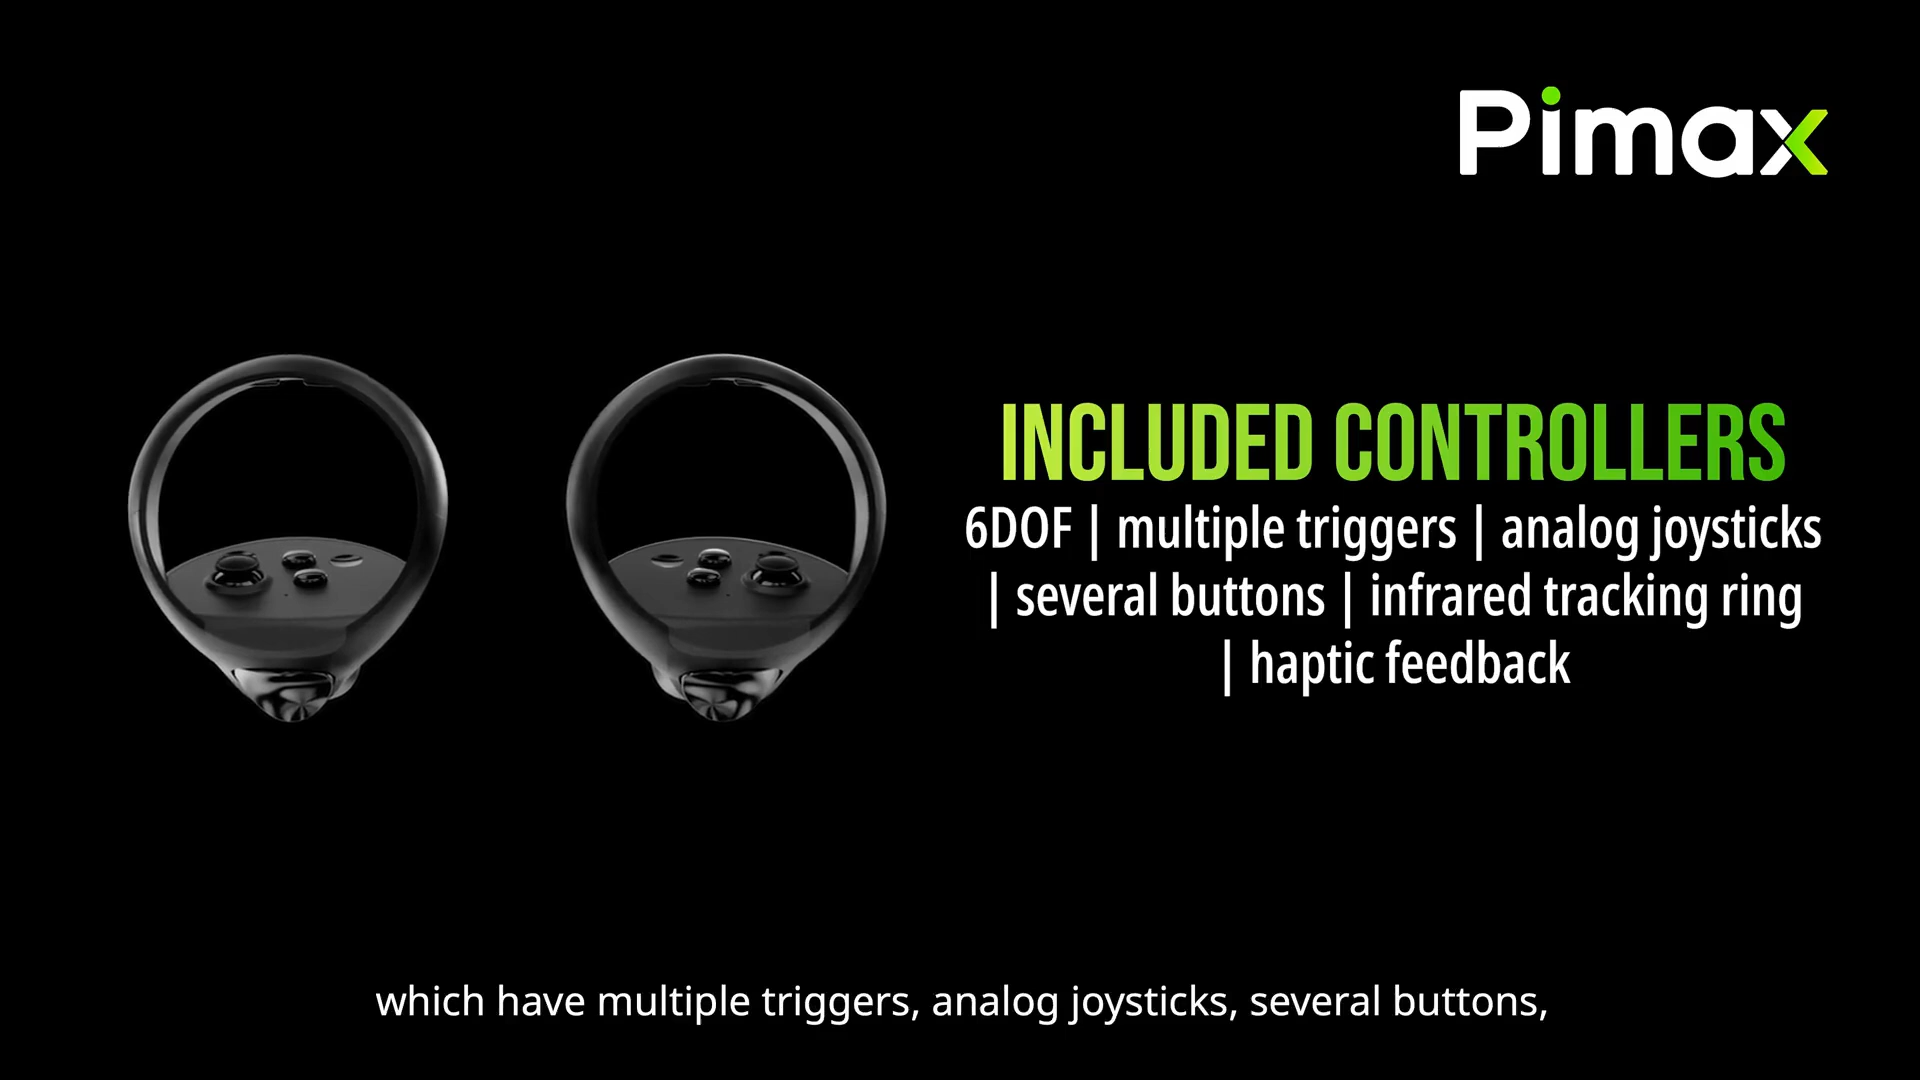 Pimax
INCLUDED CONTROLLERS
6DOF | multiple triggers | analog joysticks
| several buttons | infrared tracking ring
| haptic feedback
which have multiple triggers, analog joysticks, several buttons,